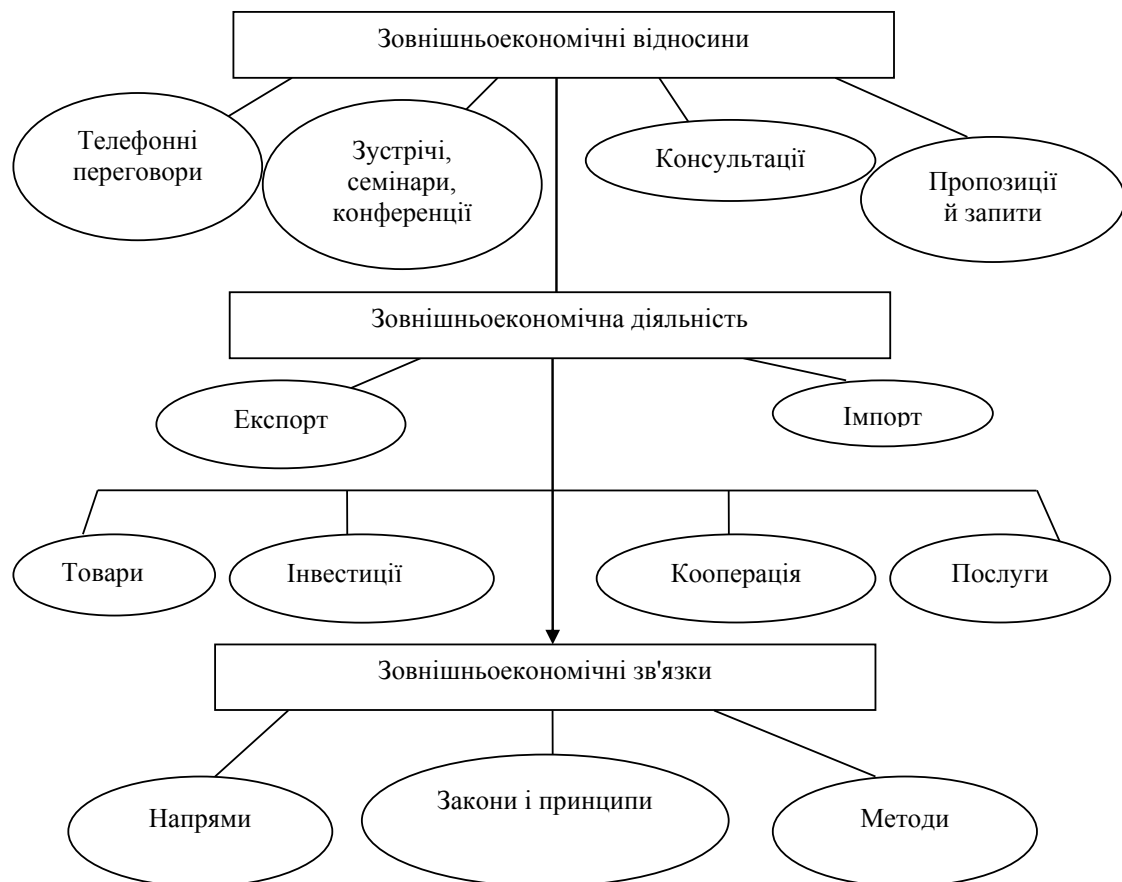 Зовнішньоекономічні відносини
Телефонні
переговори
Зустрічі,
семінари,
конференції
Консультації
Пропозиції
й запити
Зовнішньоекономічна діяльність
Експорт
Імпорт
Товари
Інвестиції
Кооперація
Послуги
Зовнішньоекономічні зв'язки
Напрями
Закони і принципи
Методи